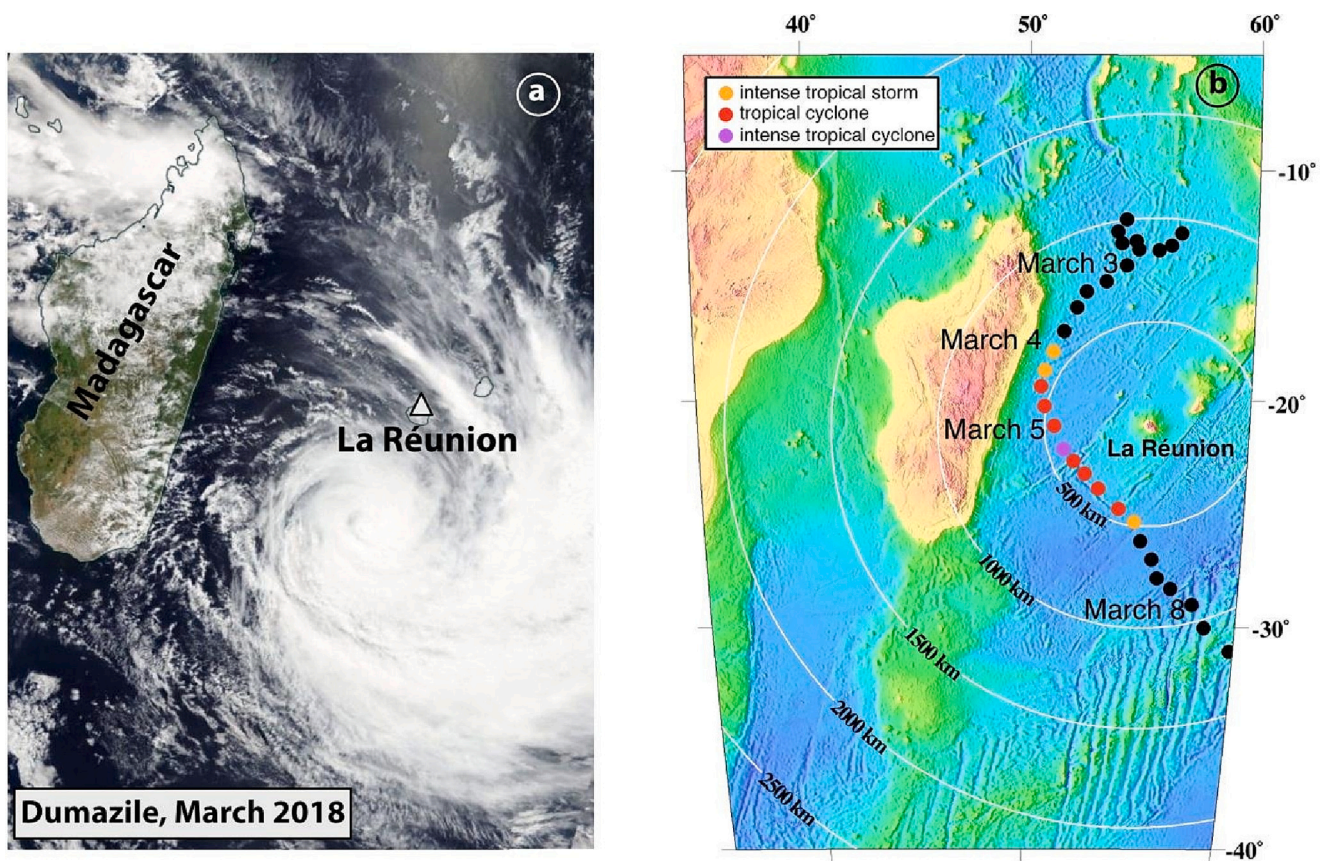 a
Madagascar
La Réunion
Dumazile, March 2018
40°
50°
60°
b
intense tropical storm
tropical cyclone
intense tropical cyclone
-10°
March 3
March 4
-20°
March 5
La Réunion
500 km
1000 km
March 8
-30°
1500 km
2000 km
2500 km
-40°